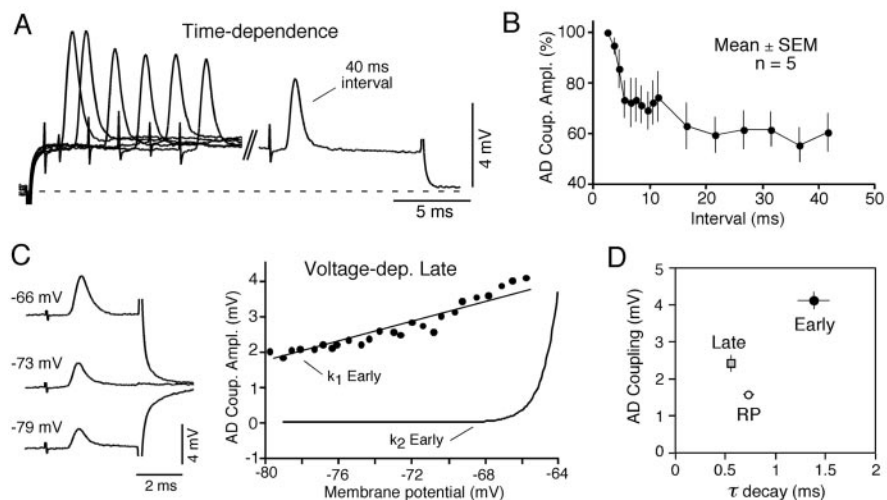 A
Time-dependence
40 ms
interval
4 mV
5 ms
B
AD Coup. Ampl. (%)
100
80
60
40
Mean ± SEM
n = 5
0 10 20 30 40 50
Interval (ms)
C
-66 mV
-73 mV
-79 mV
4 mV
2 ms
Voltage-dep. Late
AD Coup. Ampl. (mV)
4
3
2
1
0
-1
k1 Early
k2 Early
-80 -76 -72 -68 -64
Membrane potential (mV)
D
AD Coupling (mV)
5
4
3
2
1
0
Early
Late
RP
0 0.5 1 1.5 2
τ decay (ms)